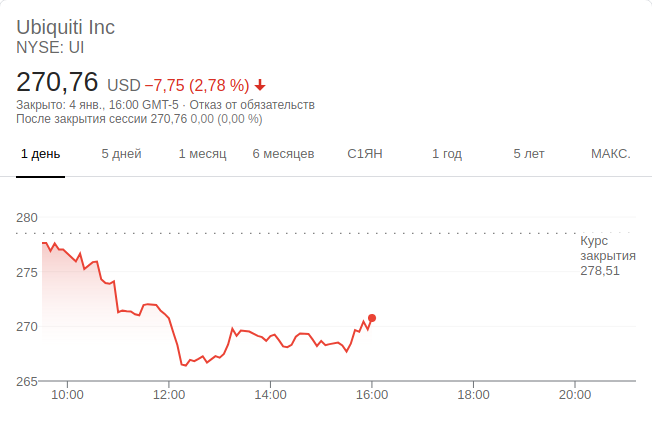 Ubiquiti Inc
NYSE: UI
270,76 USD −7,75 (2,78 %)
Закрыто: 4 янв., 16:00 GMT-5 · Отказ от обязательств
После закрытия сессии 270,76 0,00 (0,00 %)
1 день 5 дней 1 месяц 6 месяцев С1ЯН 1 год 5 лет МАКС.
280
Курс
закрытия
278,51
275
270
265
10:00 12:00 14:00 16:00 18:00 20:00